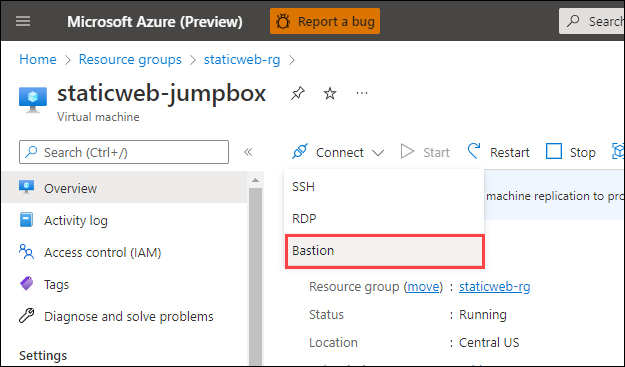 Microsoft Azure (Preview) Report a bug Search
Home > Resource groups > staticweb-rg >
staticweb-jumpbox
Virtual machine
Search (Ctrl+/)
Overview
Activity log
Access control (IAM)
Tags
Diagnose and solve problems
Settings
Connect Start Restart Stop
SSH
RDP
Bastion
machine replication to
Resource group (move) : staticweb-rg
Status : Running
Location : Central US